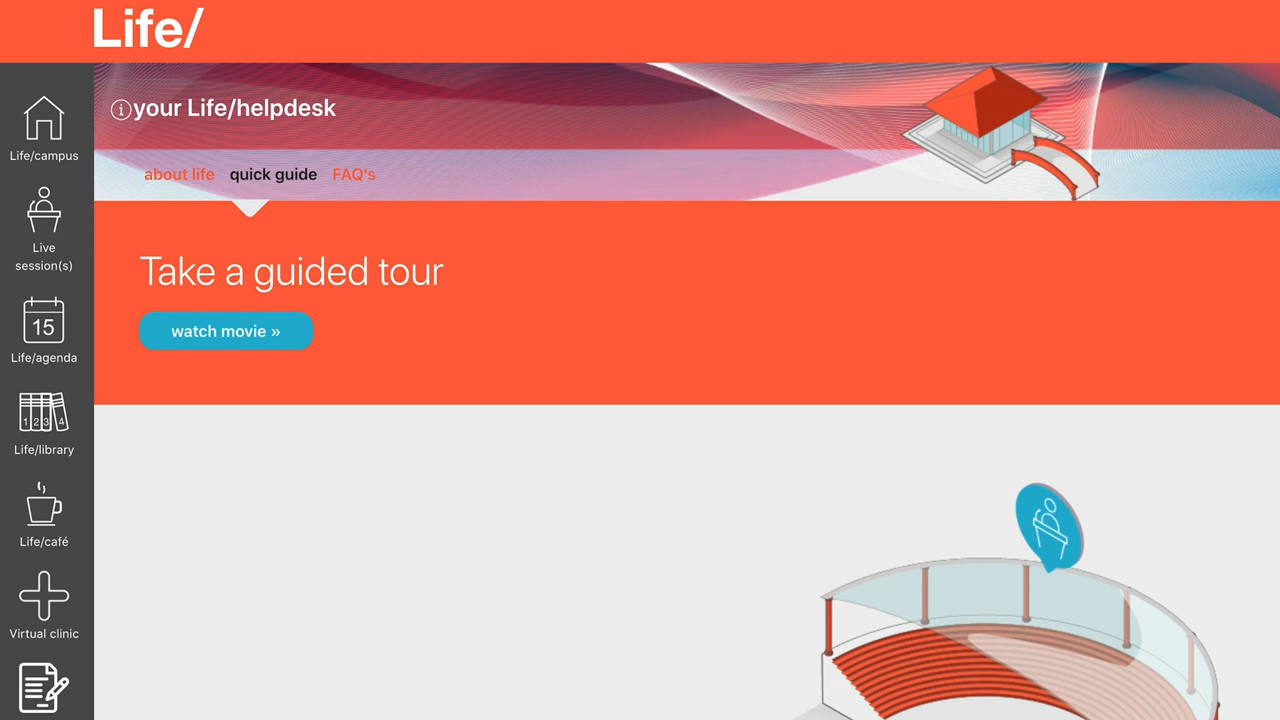 Life/
your Life/helpdesk
about life quick guide FAQ's
Take a guided tour
watch movie »
Life/campus
Live
session(s)
15
Life/agenda
1 2 3 4
Life/library
Life/café
Virtual clinic